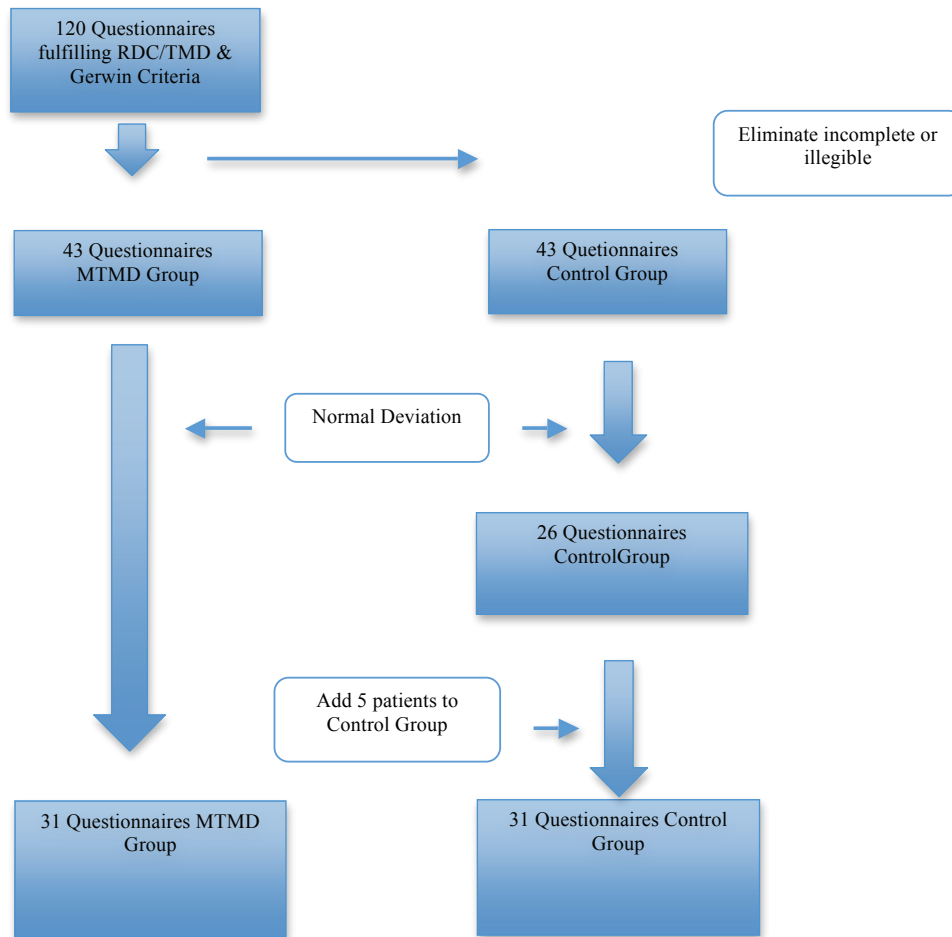 120 Questionnaires
fulfilling RDC/TMD &
Gerwin Criteria
Eliminate incomplete or
illegible
43 Questionnaires
MTMD Group
43 Quetionnaires
Control Group
Normal Deviation
26 Questionnaires
ControlGroup
Add 5 patients to
Control Group
31 Questionnaires MTMD
Group
31 Questionnaires Control
Group